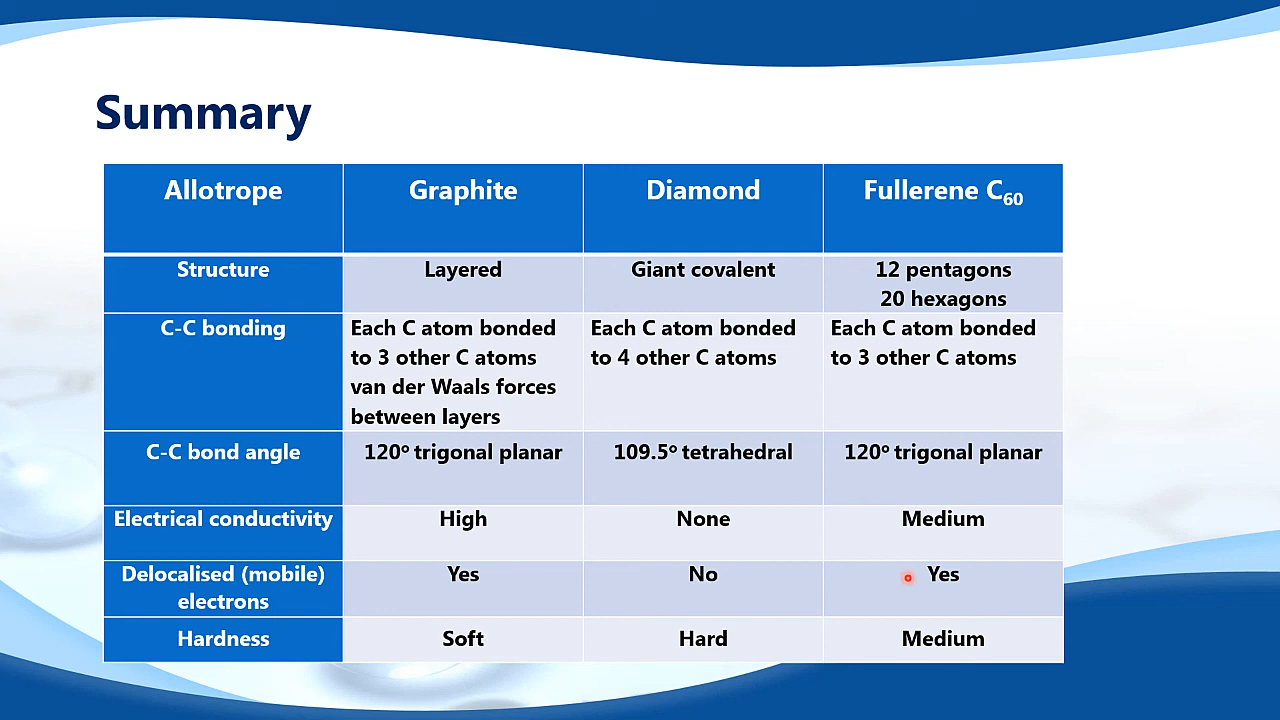 Summary
Allotrope
Graphite
Diamond
Fullerene C₆₀
Structure
Layered
Giant covalent
12 pentagons
20 hexagons
C-C bonding
Each C atom bonded
to 3 other C atoms
van der Waals forces
between layers
Each C atom bonded
to 4 other C atoms
Each C atom bonded
to 3 other C atoms
C-C bond angle
120º trigonal planar
109.5º tetrahedral
120º trigonal planar
Electrical conductivity
High
None
Medium
Delocalised (mobile)
electrons
Yes
No
Yes
Hardness
Soft
Hard
Medium